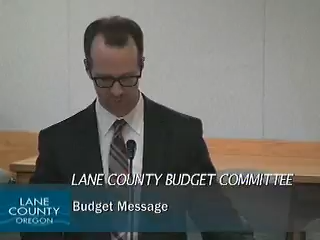 LANE COUNTY BUDGET COMMITTEE
LANE
COUNTY
OREGON
Budget Message